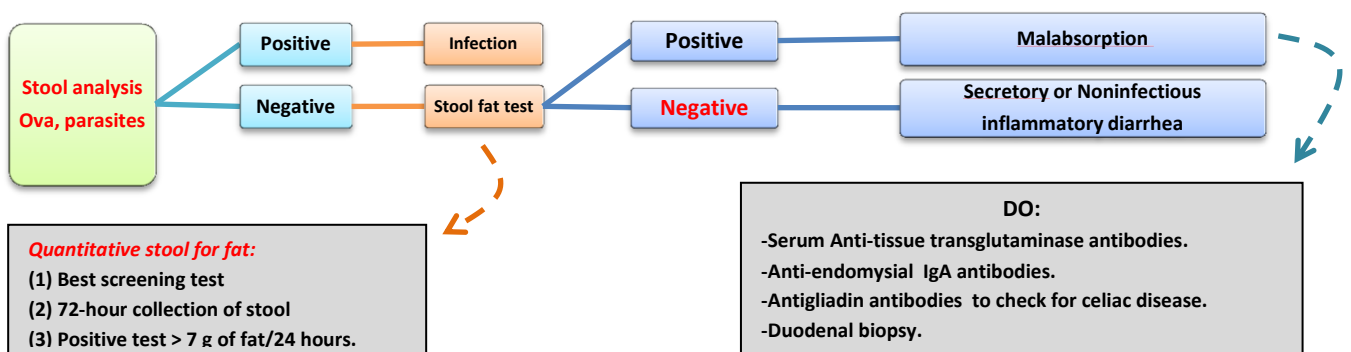 Stool analysis
Ova, parasites
Positive
Infection
Negative
Stool fat test
Positive
Malabsorption
Negative
Secretory or Noninfectious
inflammatory diarrhea
Quantitative stool for fat:
(1) Best screening test
(2) 72-hour collection of stool
(3) Positive test > 7 g of fat/24 hours.
DO:
-Serum Anti-tissue transglutaminase antibodies.
-Anti-endomysial IgA antibodies.
-Antigliadin antibodies to check for celiac disease.
-Duodenal biopsy.